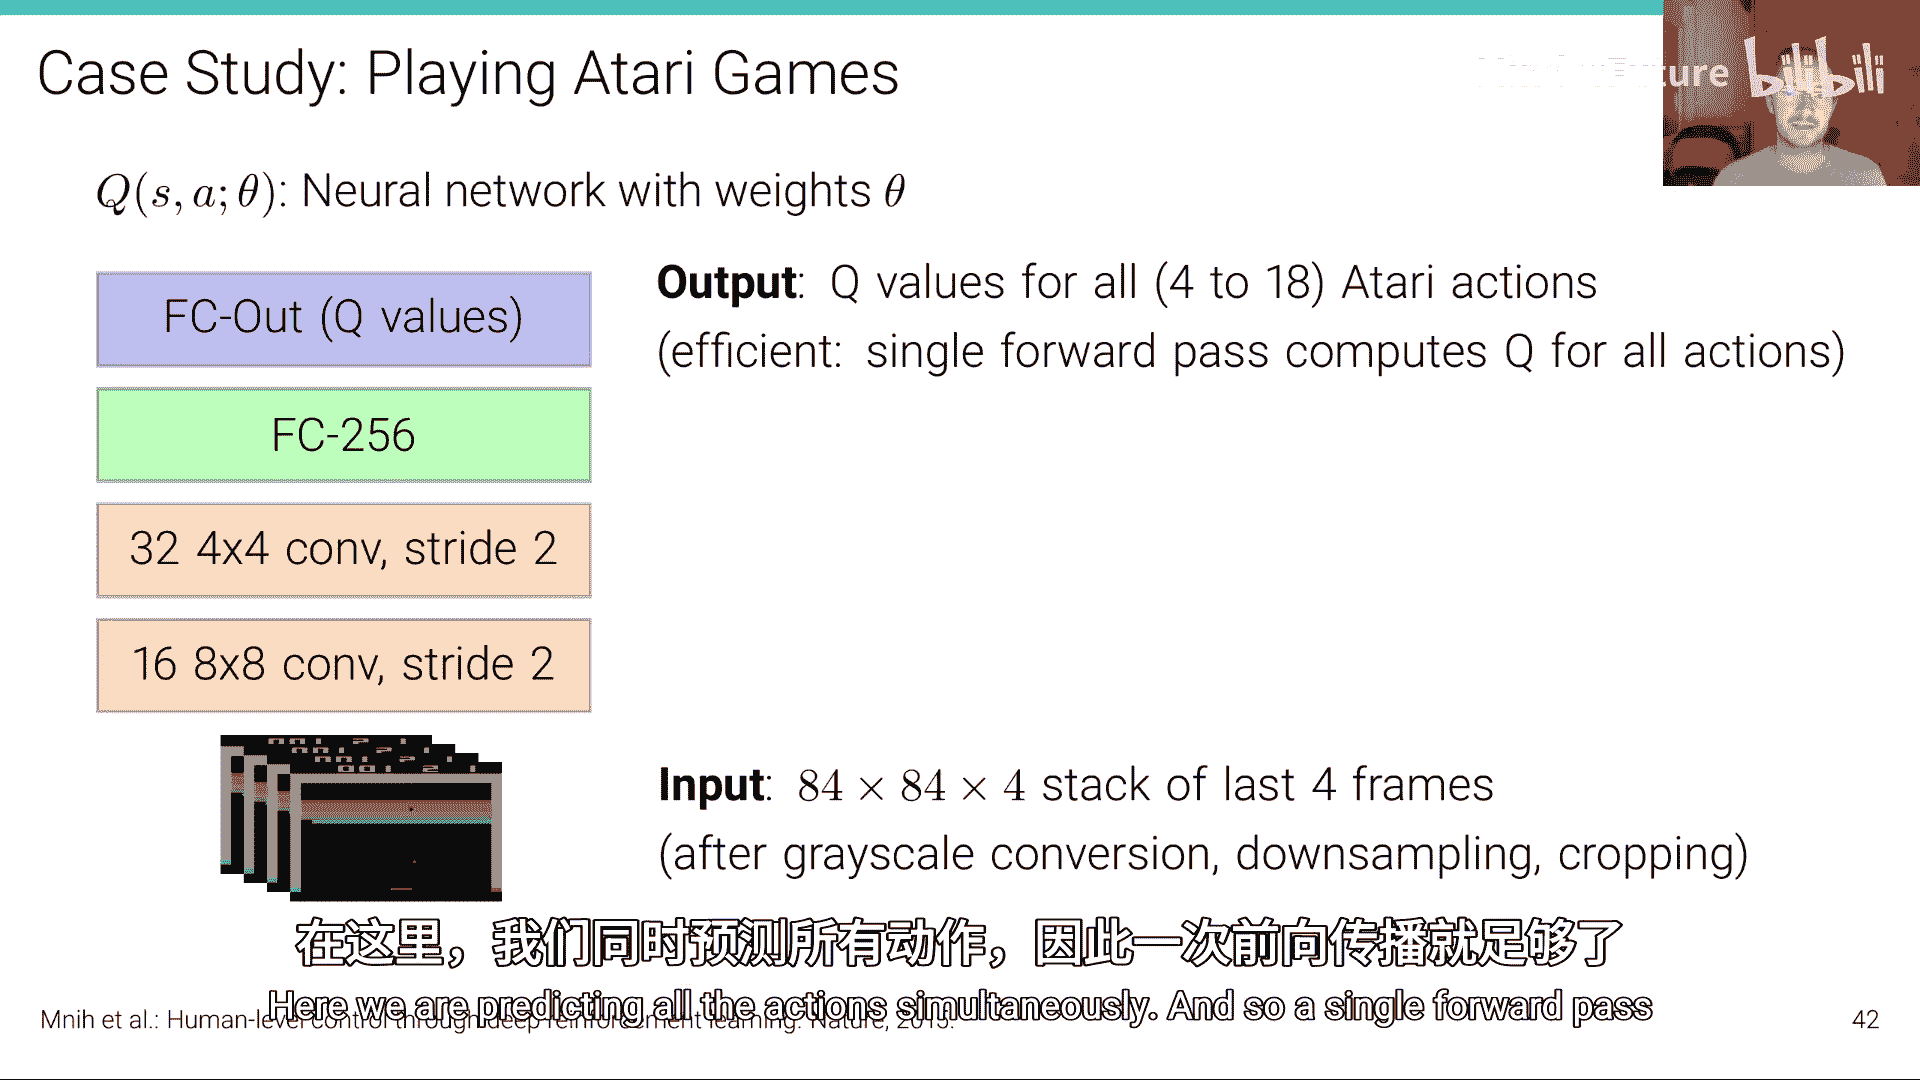 Case Study: Playing Atari Games
bilibili
Q(s, a; θ): Neural network with weights θ
FC-Out (Q values)
Output: Q values for all (4 to 18) Atari actions
(efficient: single forward pass computes Q for all actions)
FC-256
32 4x4 conv, stride 2
16 8x8 conv, stride 2
Input: 84 × 84 × 4 stack of last 4 frames
(after grayscale conversion, downsampling, cropping)
在这里，我们同时预测所有动作，因此一次前向传播就足够了
Here we are predicting all the actions simultaneously. And so a single forward pass
Mnih et al.: Human-level control through deep reinforcement learning. Nature, 2015.
42